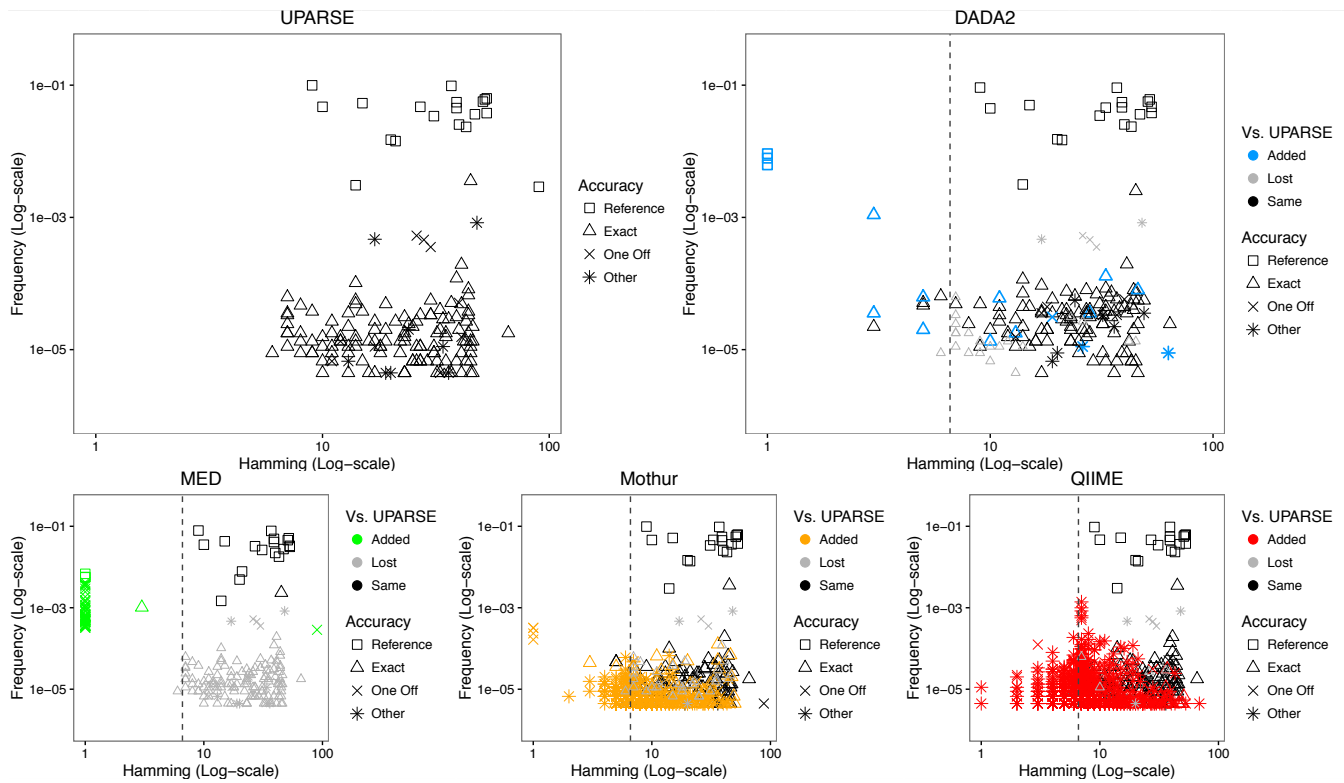 UPARSE
1e−01
1e−03
1e−05
Frequency (Log−scale)
1
10
100
Hamming (Log−scale)
Accuracy
Reference
Exact
One Off
Other
DADA2
1e−01
1e−03
1e−05
Frequency (Log−scale)
1
10
100
Hamming (Log−scale)
Vs. UPARSE
Added
Lost
Same
Accuracy
Reference
Exact
One Off
Other
MED
1e−01
1e−03
1e−05
Frequency (Log−scale)
1
10
100
Hamming (Log−scale)
Vs. UPARSE
Added
Lost
Same
Accuracy
Reference
Exact
One Off
Other
Mothur
1e−01
1e−03
1e−05
Frequency (Log−scale)
1
10
100
Hamming (Log−scale)
Vs. UPARSE
Added
Lost
Same
Accuracy
Reference
Exact
One Off
Other
QIIME
1e−01
1e−03
1e−05
Frequency (Log−scale)
1
10
100
Hamming (Log−scale)
Vs. UPARSE
Added
Lost
Same
Accuracy
Reference
Exact
One Off
Other